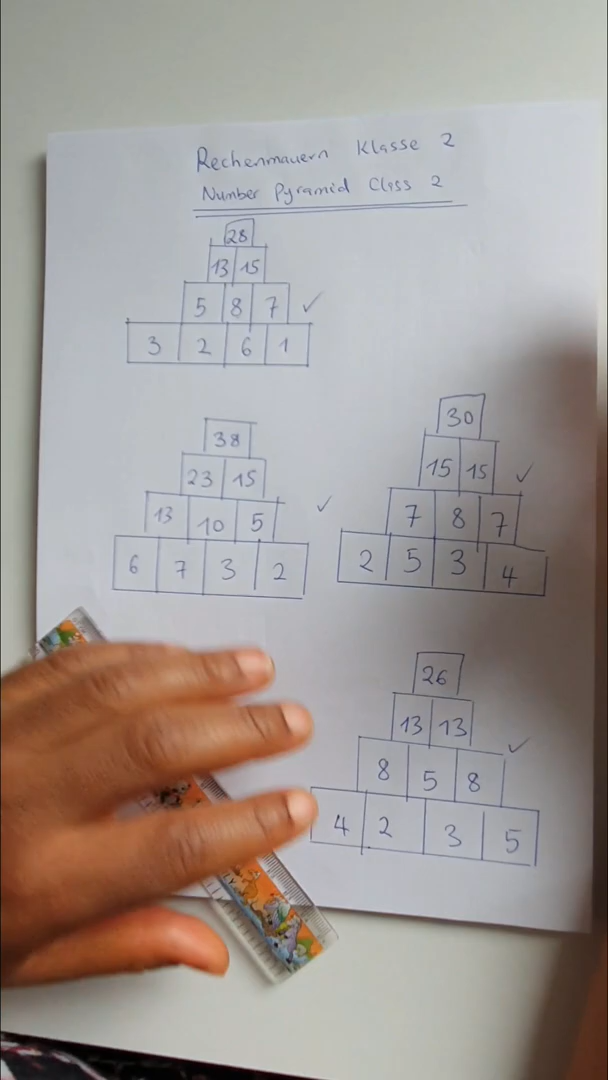 Rechenmauern Klasse 2
Number Pyramid Class 2
28
13 15
5 8 7 ✓
3 2 6 1
38
23 15
13 10 5 ✓
6 7 3 2
30
15 15 ✓
7 8 7
2 5 3 4
26
13 13 ✓
8 5 8
4 2 3 5